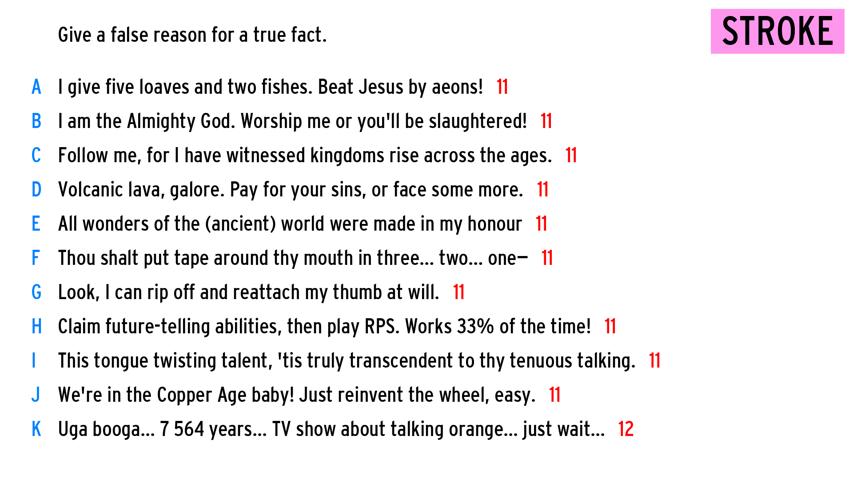 Give a false reason for a true fact.
STROKE
A I give five loaves and two fishes. Beat Jesus by aeons! 11
B I am the Almighty God. Worship me or you'll be slaughtered! 11
C Follow me, for I have witnessed kingdoms rise across the ages. 11
D Volcanic lava, galore. Pay for your sins, or face some more. 11
E All wonders of the (ancient) world were made in my honour 11
F Thou shalt put tape around thy mouth in three... two... one– 11
G Look, I can rip off and reattach my thumb at will. 11
H Claim future-telling abilities, then play RPS. Works 33% of the time! 11
I This tongue twisting talent, 'tis truly transcendent to thy tenuous talking. 11
J We're in the Copper Age baby! Just reinvent the wheel, easy. 11
K Uga booga... 7 564 years... TV show about talking orange... just wait... 12